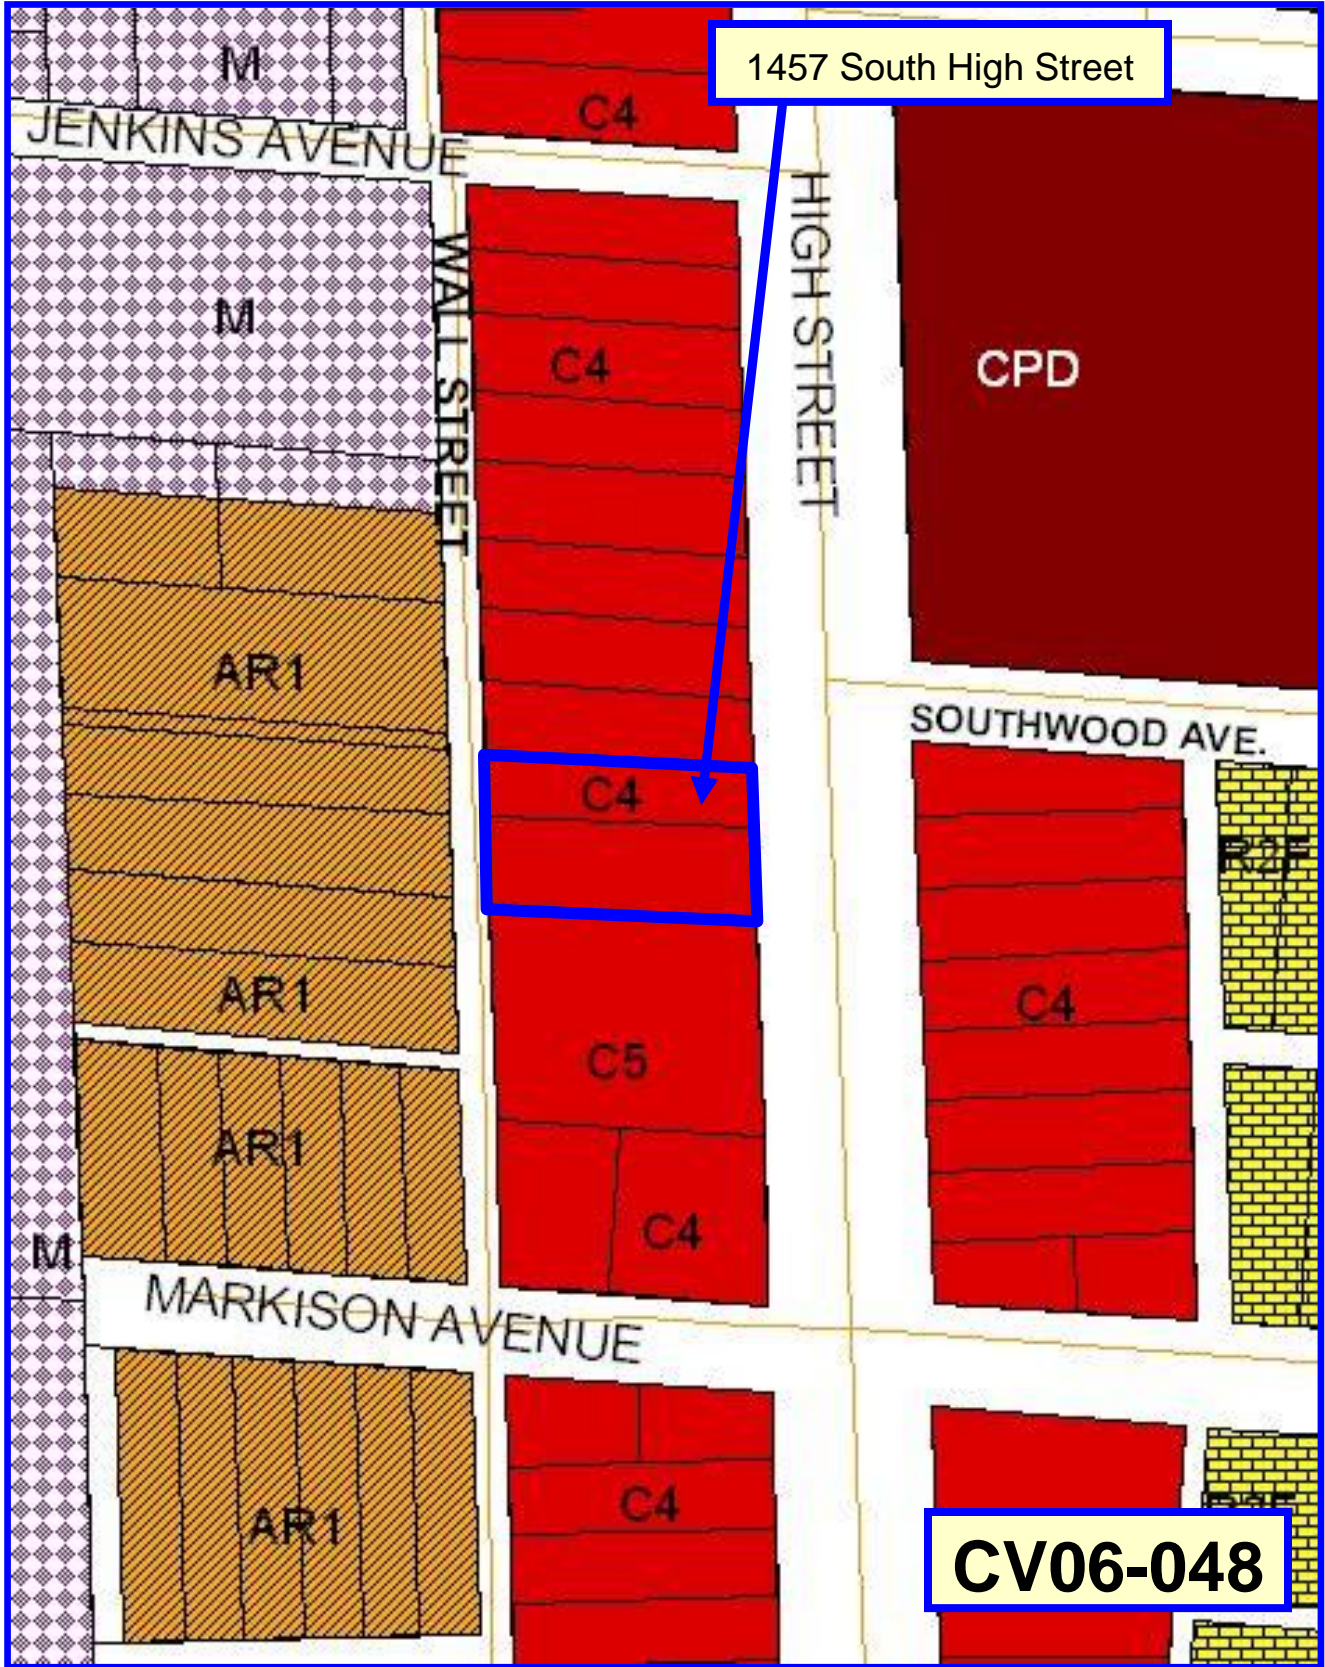 M
1457 South High Street
C4
JENKINS AVENUE
HIGH STREET
WALL STREET
M
C4
CPD
AR1
SOUTHWOOD AVE.
C4
R2F
AR1
C4
C5
AR1
C4
M
MARKISON AVENUE
C4
R2F
AR1
CV06-048